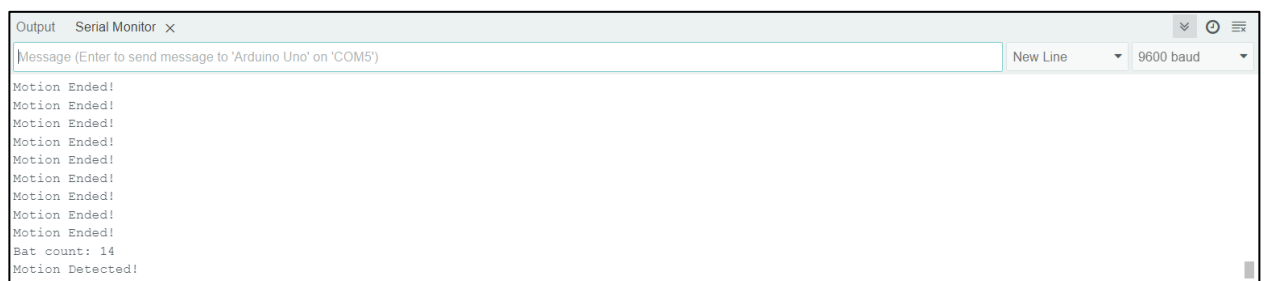 Output Serial Monitor ×
Message (Enter to send message to 'Arduino Uno' on 'COM5') New Line 9600 baud
Motion Ended!
Motion Ended!
Motion Ended!
Motion Ended!
Motion Ended!
Motion Ended!
Motion Ended!
Motion Ended!
Motion Ended!
Bat count: 14
Motion Detected!